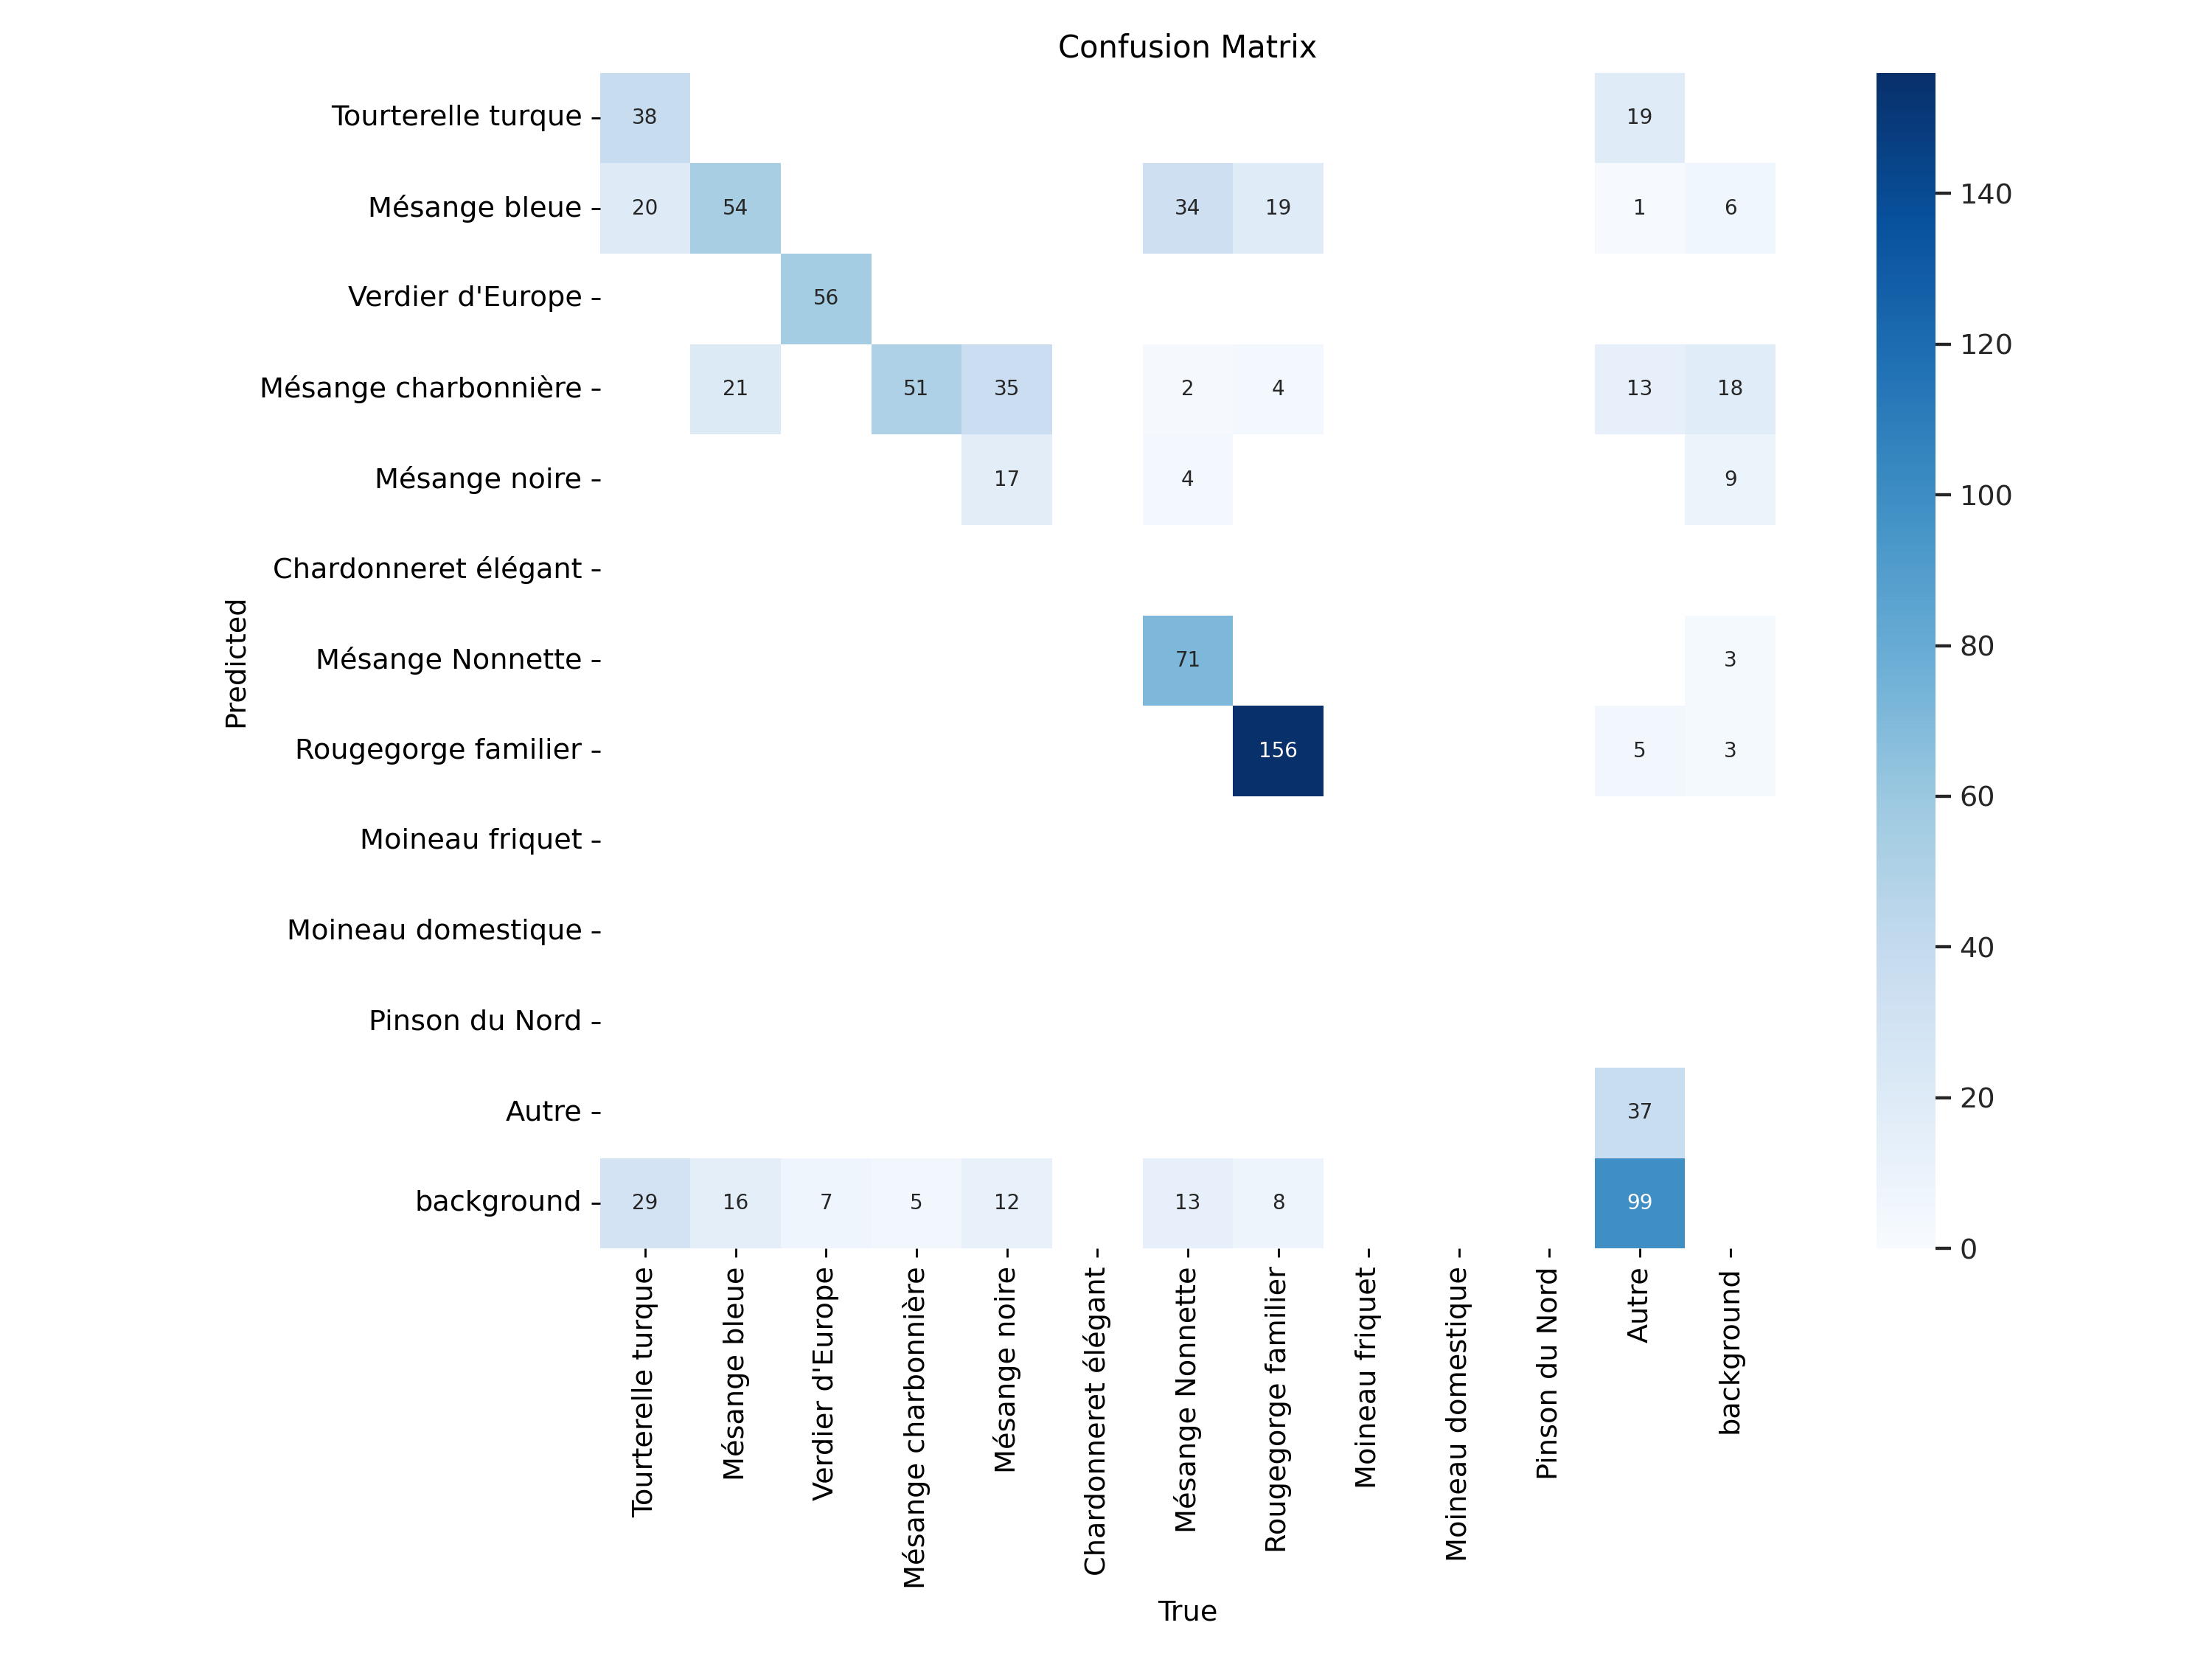 Confusion Matrix
Tourterelle turque
38
19
Mésange bleue
20
54
34
19
1
6
Verdier d'Europe
56
Mésange charbonnière
21
51
35
2
4
13
18
Mésange noire
17
4
9
Chardonneret élégant
Mésange Nonnette
71
3
Rougegorge familier
156
5
3
Moineau friquet
Moineau domestique
Pinson du Nord
Autre
37
background
29
16
7
5
12
13
8
99
Predicted
Tourterelle turque
Mésange bleue
Verdier d'Europe
Mésange charbonnière
Mésange noire
Chardonneret élégant
Mésange Nonnette
Rougegorge familier
Moineau friquet
Moineau domestique
Pinson du Nord
Autre
background
True
140
120
100
80
60
40
20
0